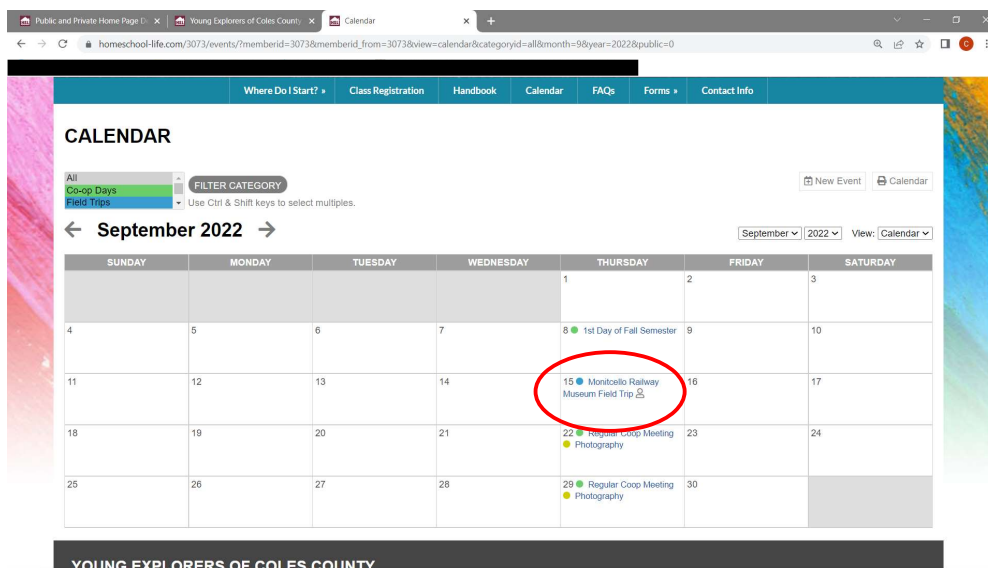 Public and Private Home Page D
Young Explorers of Coles County
Calendar
homeschool-life.com/3073/events/?memberid=3073&memberid_from=3073&view=calendar&categoryid=all&month=9&year=2022&public=0
C
Where Do I Start? »
Class Registration
Handbook
Calendar
FAQs
Forms »
Contact Info
CALENDAR
All
Co-op Days
Field Trips
FILTER CATEGORY
Use Ctrl & Shift keys to select multiples.
New Event
Calendar
September 2022
September
2022
View:
Calendar
SUNDAY MONDAY TUESDAY WEDNESDAY THURSDAY FRIDAY SATURDAY
1 2 3
4 5 6 7 8 1st Day of Fall Semester 9 10
11 12 13 14 15 Monitcello Railway 16 17
Museum Field Trip
18 19 20 21 22 Regular Coop Meeting 23 24
Photography
25 26 27 28 29 Regular Coop Meeting 30
Photography
YOUNG EXPLORERS OF COLES COUNTY